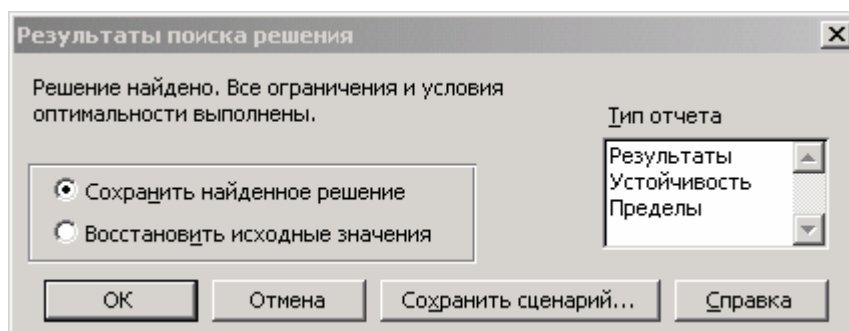 Результаты поиска решения
Решение найдено. Все ограничения и условия
оптимальности выполнены.
Тип отчета
Результаты
Устойчивость
Пределы
Сохранить найденное решение
Восстановить исходные значения
ОК
Отмена
Сохранить сценарий...
Справка